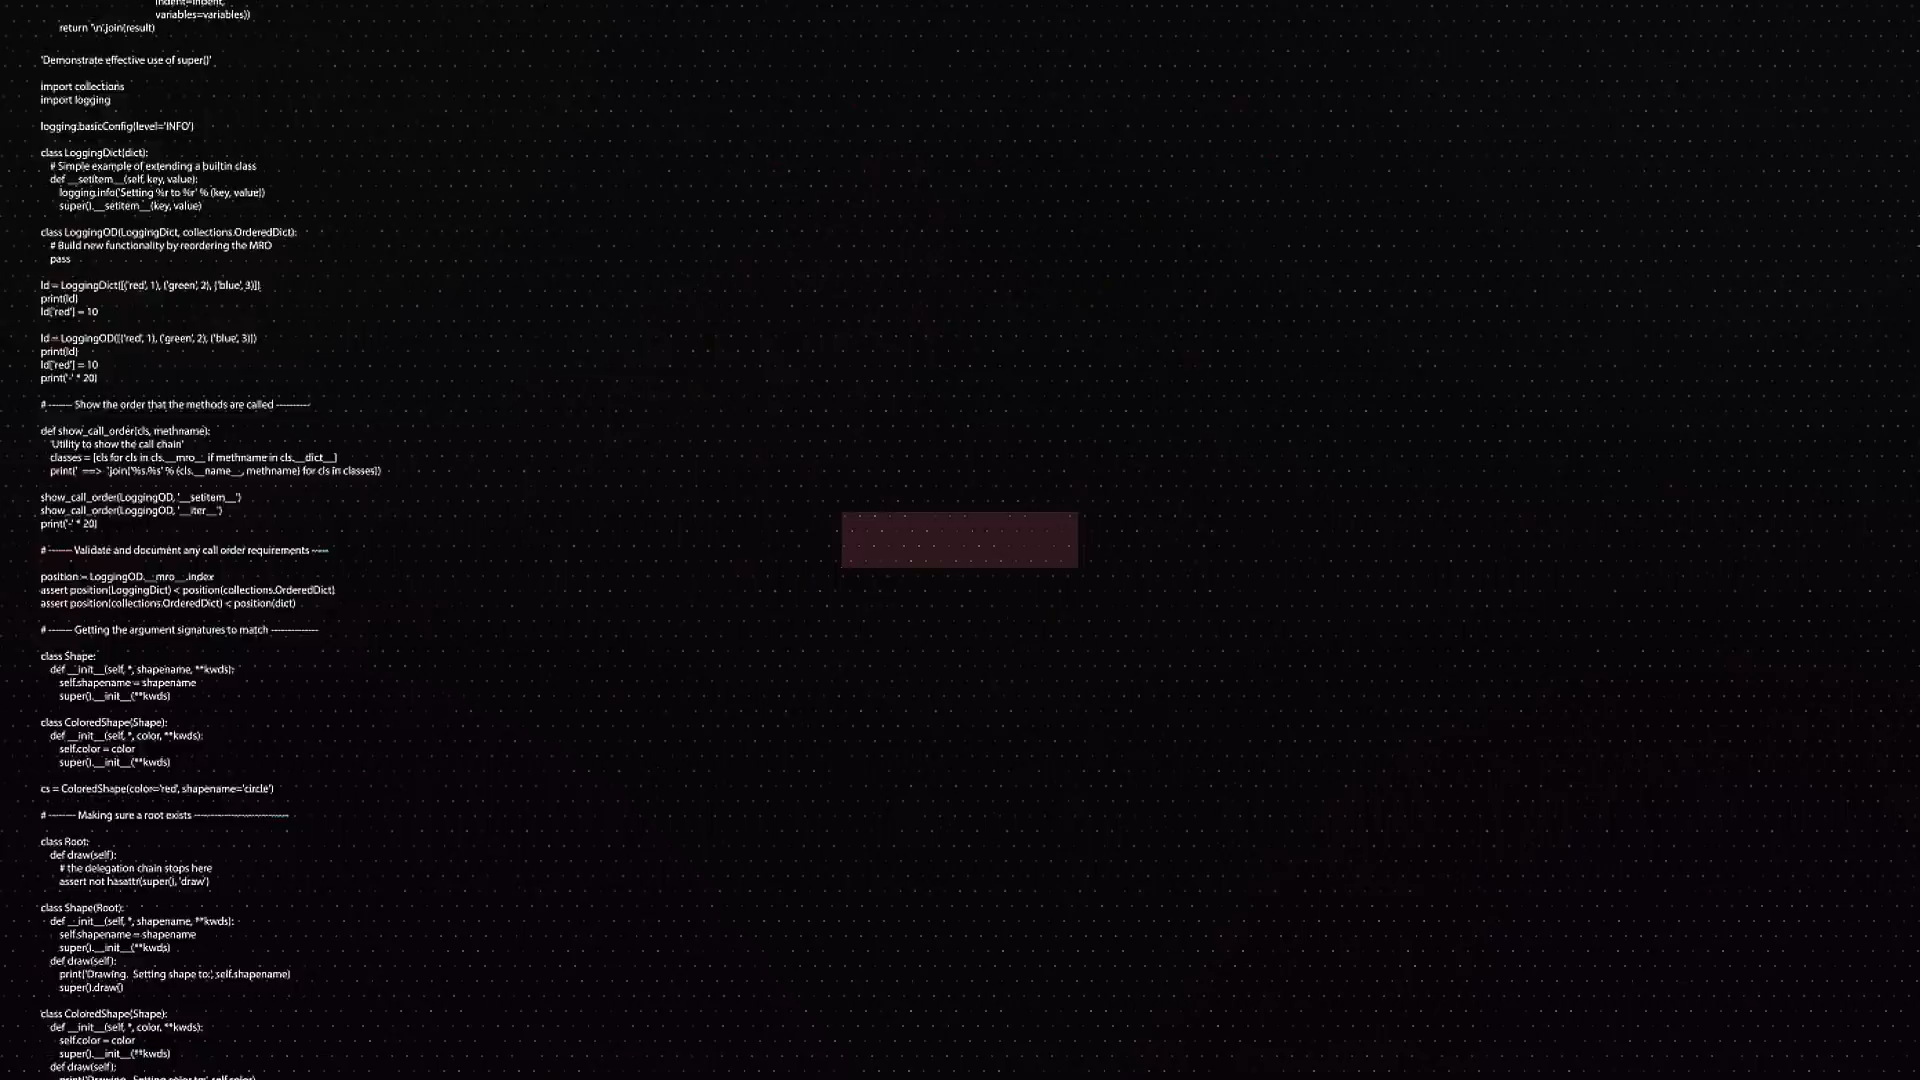 indent=indent,
variables=variables))
return '\n'.join(result)
'Demonstrate effective use of super()'
import collections
import logging
logging.basicConfig(level='INFO')
class LoggingDict(dict):
# Simple example of extending a builtin class
def __setitem__(self, key, value):
logging.info('Setting %r to %r' % (key, value))
super().__setitem__(key, value)
class LoggingOD(LoggingDict, collections.OrderedDict):
# Build new functionality by reordering the MRO
pass
ld = LoggingDict([('red', 1), ('green', 2), ('blue', 3)])
print(ld)
ld['red'] = 10
ld = LoggingOD([('red', 1), ('green', 2), ('blue', 3)])
print(ld)
ld['red'] = 10
print('-' * 20)
# ------- Show the order that the methods are called ----------
def show_call_order(cls, methname):
'Utility to show the call chain'
classes = [cls for cls in cls.__mro__ if methname in cls.__dict__]
print('  ==>  '.join('%s.%s' % (cls.__name__, methname) for cls in classes))
show_call_order(LoggingOD, '__setitem__')
show_call_order(LoggingOD, '__iter__')
print('-' * 20)
# ------- Validate and document any call order requirements -----
position = LoggingOD.__mro__.index
assert position(LoggingDict) < position(collections.OrderedDict)
assert position(collections.OrderedDict) < position(dict)
# ------- Getting the argument signatures to match --------------
class Shape:
def __init__(self, *, shapename, **kwds):
self.shapename = shapename
super().__init__(**kwds)
class ColoredShape(Shape):
def __init__(self, *, color, **kwds):
self.color = color
super().__init__(**kwds)
cs = ColoredShape(color='red', shapename='circle')
# -------- Making sure a root exists ----------------------------
class Root:
def draw(self):
# the delegation chain stops here
assert not hasattr(super(), 'draw')
class Shape(Root):
def __init__(self, *, shapename, **kwds):
self.shapename = shapename
super().__init__(**kwds)
def draw(self):
print('Drawing.  Setting shape to:', self.shapename)
super().draw()
class ColoredShape(Shape):
def __init__(self, *, color, **kwds):
self.color = color
super().__init__(**kwds)
def draw(self):
print('Drawing.  Setting color to:', self.color)